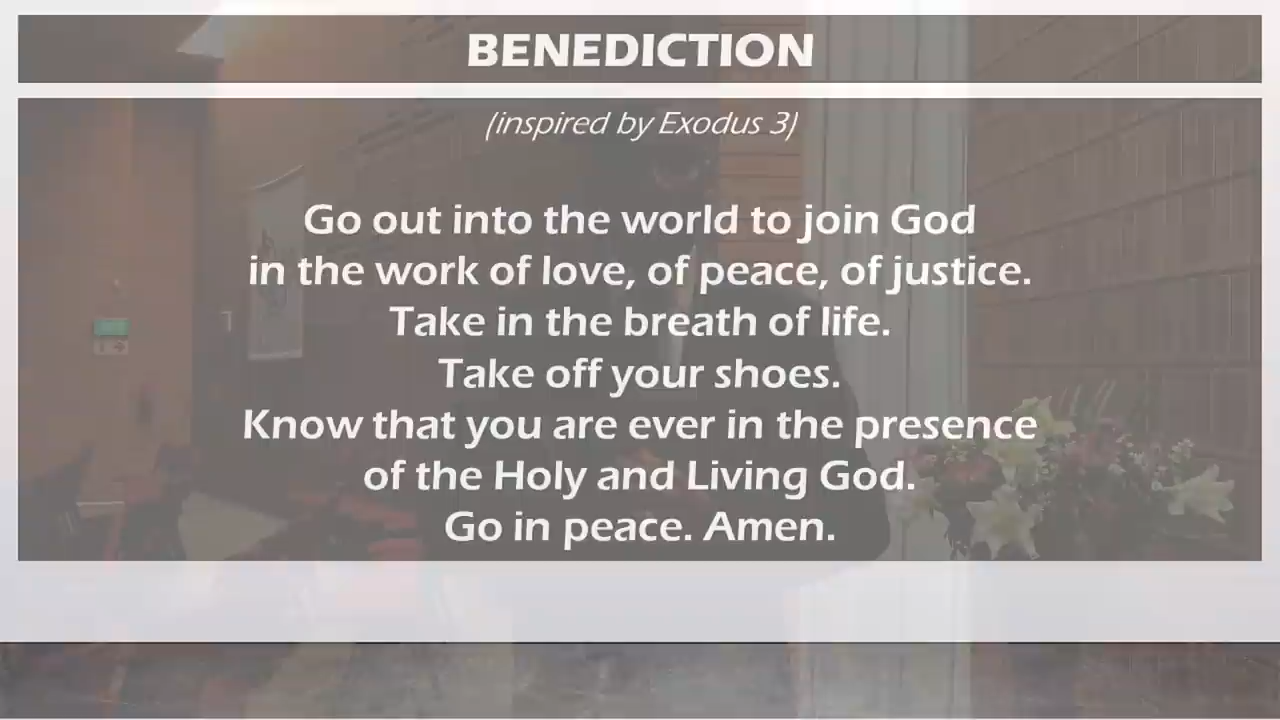 BENEDICTION
(inspired by Exodus 3)
Go out into the world to join God
in the work of love, of peace, of justice.
Take in the breath of life.
Take off your shoes.
Know that you are ever in the presence
of the Holy and Living God.
Go in peace. Amen.